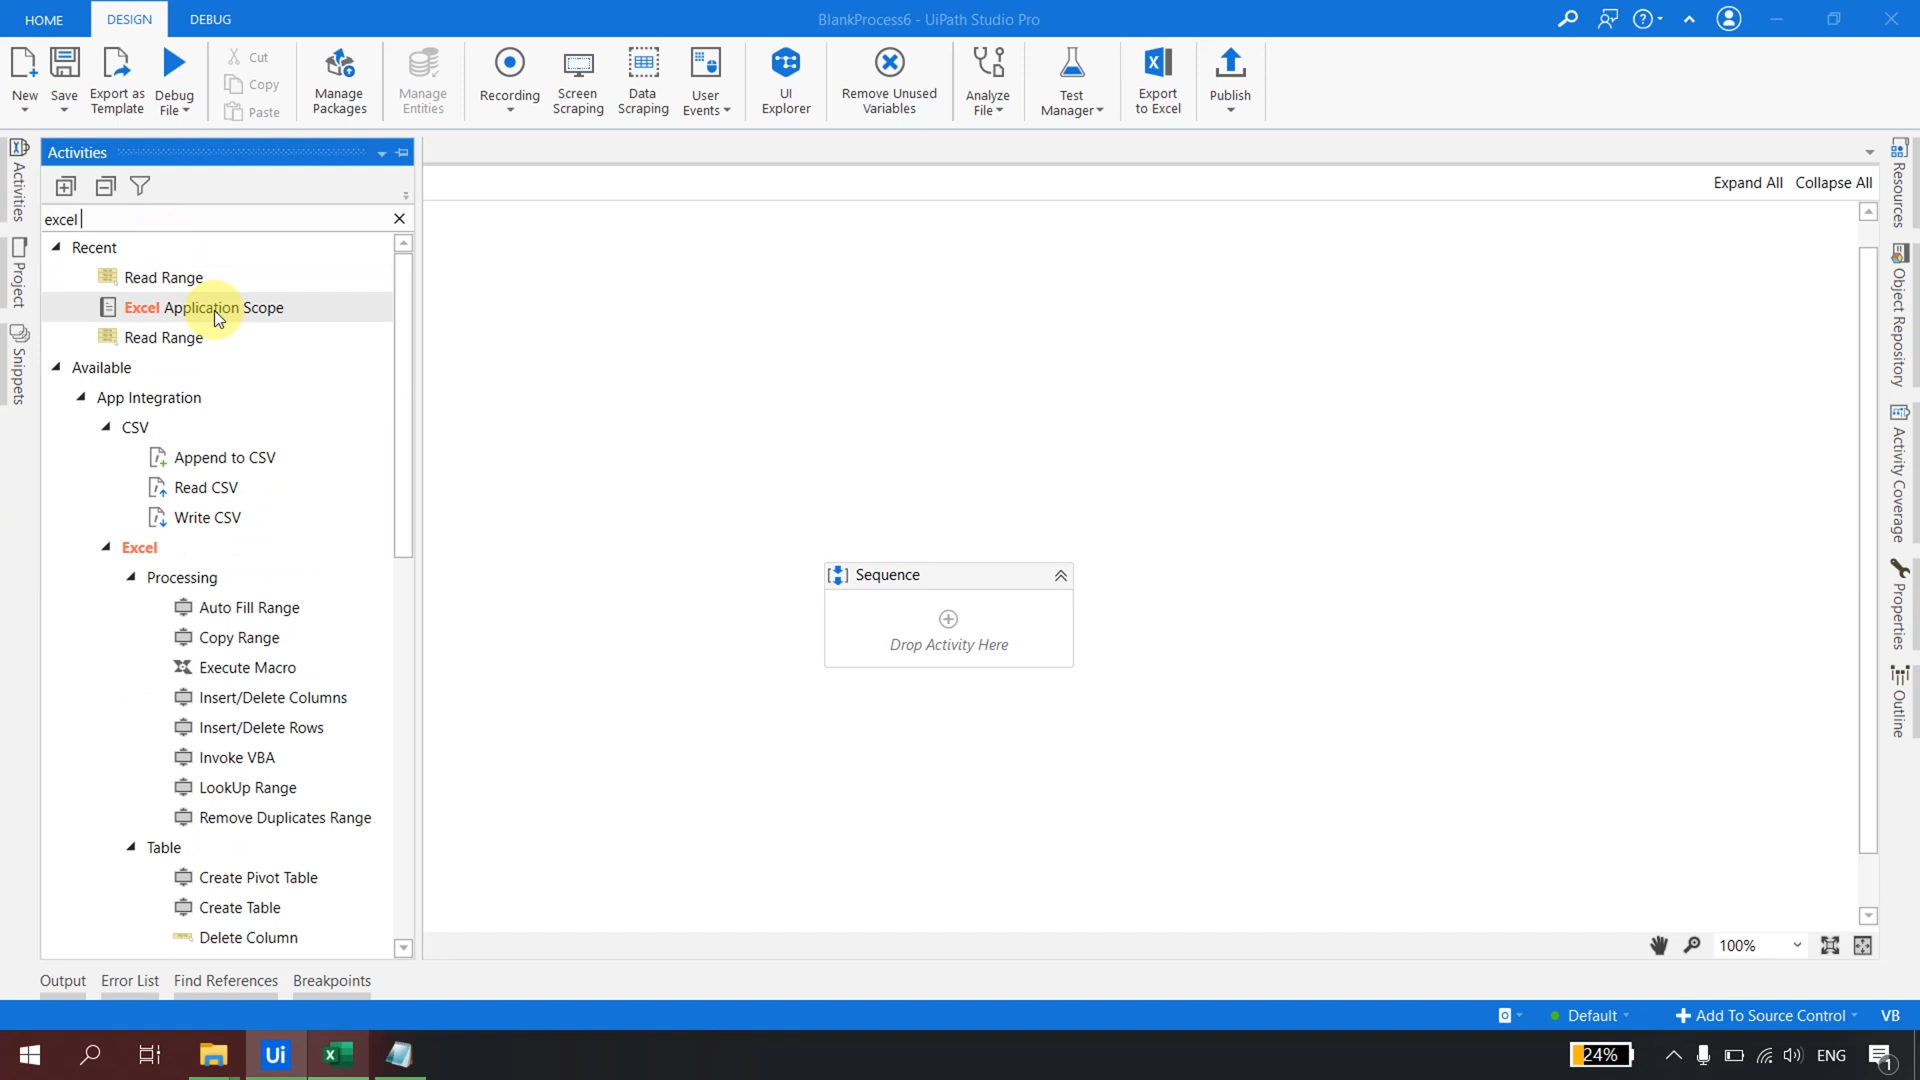 HOME DESIGN DEBUG BlankProcess6 - UiPath Studio Pro
New Save Export as Template Debug File Cut Copy Paste Manage Packages Manage Entities Recording Screen Scraping Data Scraping User Events UI Explorer Remove Unused Variables Analyze File Test Manager Export to Excel Publish
Activities
Project
Snippets
Activities
excel
Recent
Read Range
Excel Application Scope
Read Range
Available
App Integration
CSV
Append to CSV
Read CSV
Write CSV
Excel
Processing
Auto Fill Range
Copy Range
Execute Macro
Insert/Delete Columns
Insert/Delete Rows
Invoke VBA
LookUp Range
Remove Duplicates Range
Table
Create Pivot Table
Create Table
Delete Column
Expand All Collapse All
Sequence
Drop Activity Here
Resources
Object Repository
Activity Coverage
Properties
Outline
100%
Output Error List Find References Breakpoints
Default Add To Source Control VB
Ui 24% ENG 1